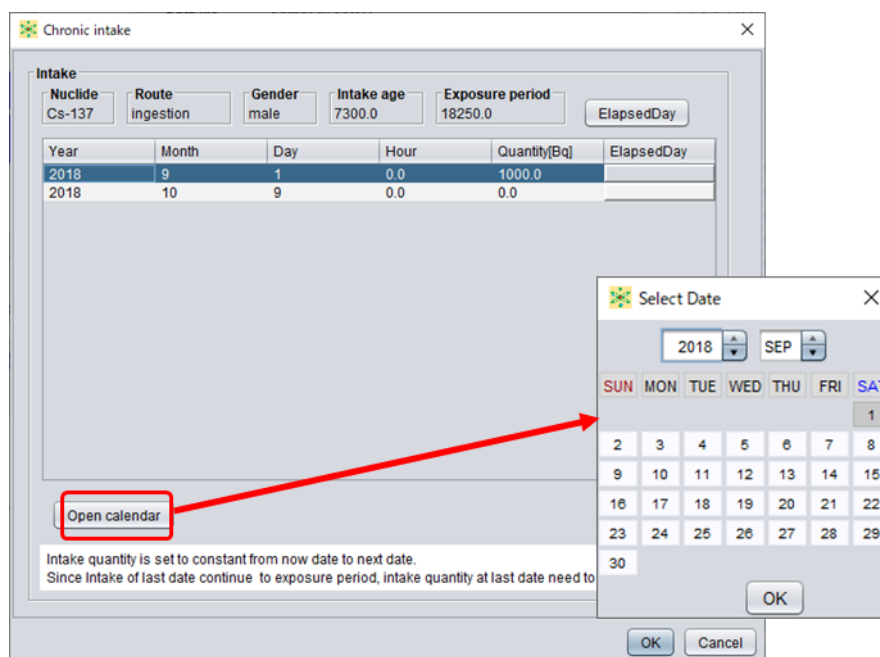 Chronic intake
Intake
Nuclide Route Gender Intake age Exposure period
Cs-137 ingestion male 7300.0 18250.0 ElapsedDay
Year Month Day Hour Quantity[Bq] ElapsedDay
2018 9 1 0.0 1000.0
2018 10 9 0.0 0.0
Open calendar
Intake quantity is set to constant from now date to next date.
Since Intake of last date continue to exposure period, intake quantity at last date need to
OK Cancel
Select Date
2018 SEP
SUN MON TUE WED THU FRI SAT
1
2 3 4 5 6 7 8
9 10 11 12 13 14 15
16 17 18 19 20 21 22
23 24 25 26 27 28 29
30
OK